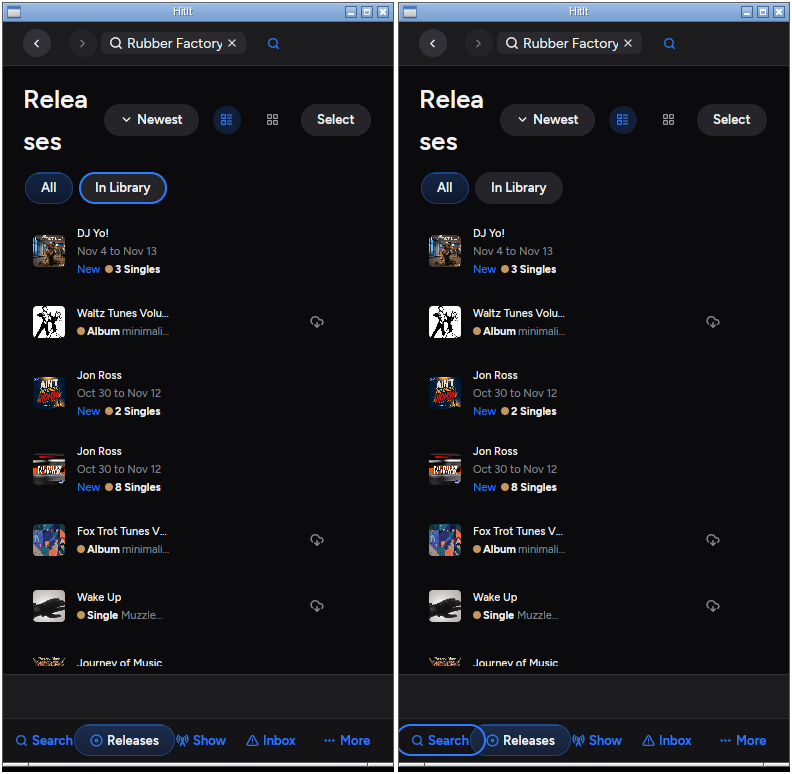 HitIt
Rubber Factory
Relea
ses
Newest
Select
All
In Library
DJ Yo!
Nov 4 to Nov 13
New 3 Singles
Waltz Tunes Volu...
Album minimali...
Jon Ross
Oct 30 to Nov 12
New 2 Singles
Jon Ross
Oct 30 to Nov 12
New 8 Singles
Fox Trot Tunes V...
Album minimali...
Wake Up
Single Muzzle...
Journey of Music
Search Releases Show Inbox More
HitIt
Rubber Factory
Relea
ses
Newest
Select
All
In Library
DJ Yo!
Nov 4 to Nov 13
New 3 Singles
Waltz Tunes Volu...
Album minimali...
Jon Ross
Oct 30 to Nov 12
New 2 Singles
Jon Ross
Oct 30 to Nov 12
New 8 Singles
Fox Trot Tunes V...
Album minimali...
Wake Up
Single Muzzle...
Journey of Music
Search Releases Show Inbox More